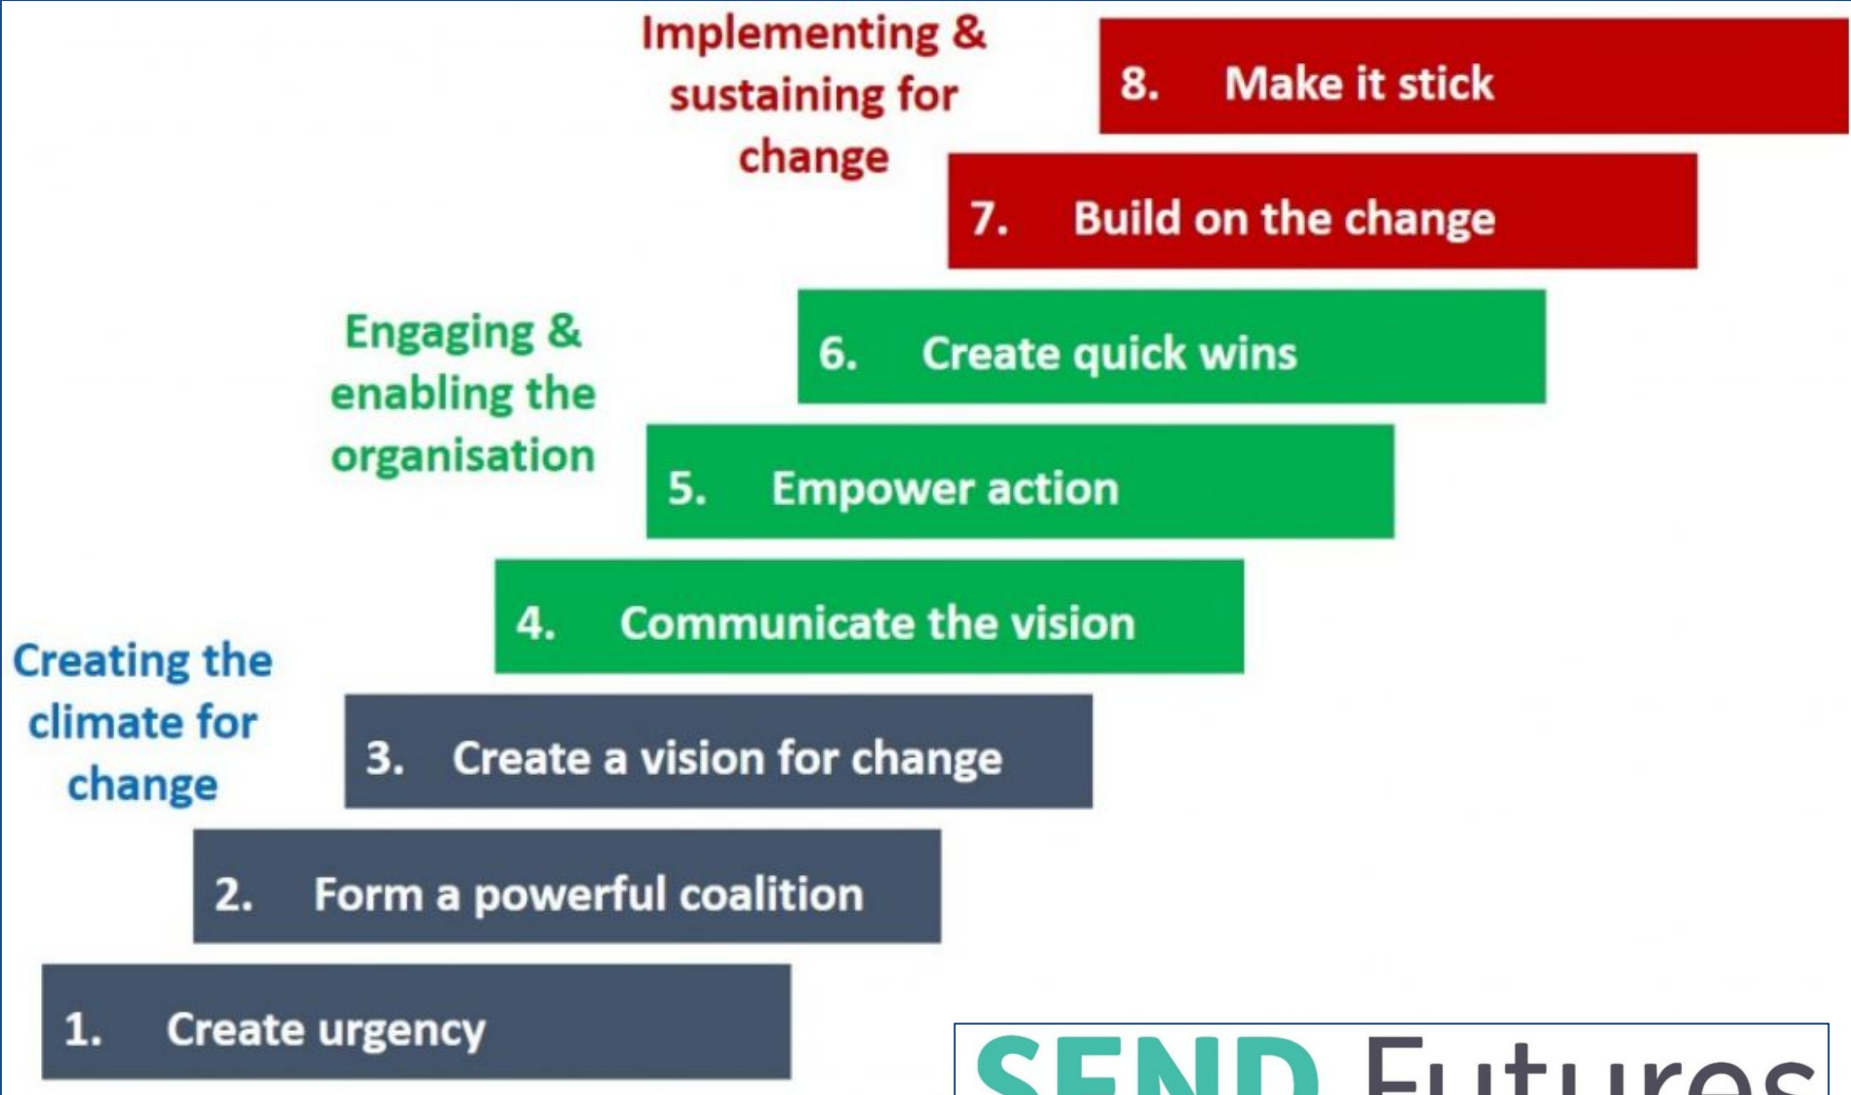 Implementing &
sustaining for
change
8. Make it stick
7. Build on the change
Engaging &
enabling the
organisation
6. Create quick wins
5. Empower action
4. Communicate the vision
Creating the
climate for
change
3. Create a vision for change
2. Form a powerful coalition
1. Create urgency
SEND Futures